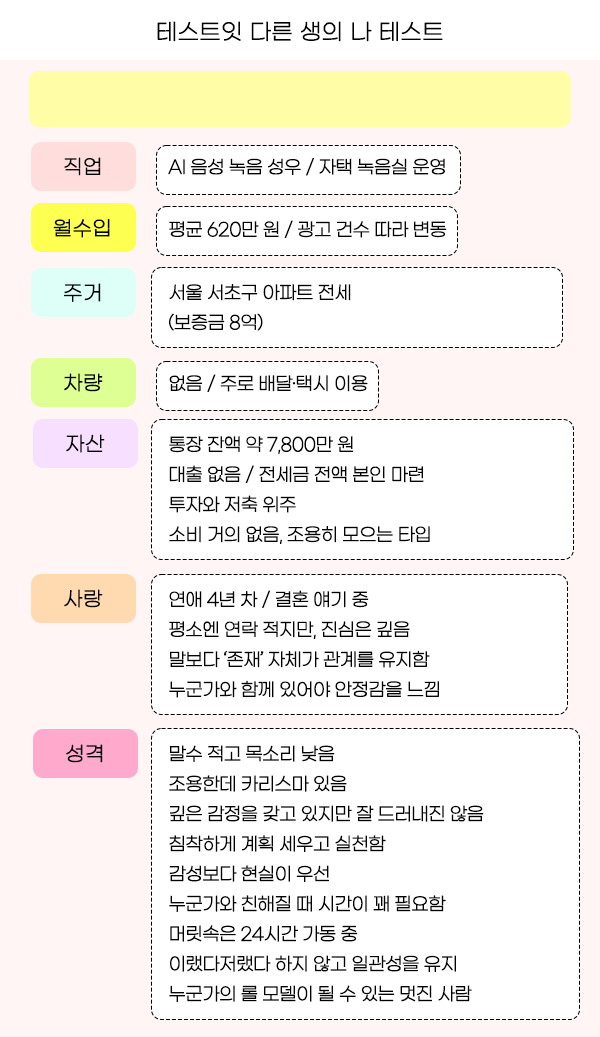 테스트잇 다른 생의 나 테스트
직업
AI 음성 녹음 성우 / 자택 녹음실 운영
월수입
평균 620만 원 / 광고 건수 따라 변동
주거
서울 서초구 아파트 전세
(보증금 8억)
차량
없음 / 주로 배달·택시 이용
자산
통장 잔액 약 7,800만 원
대출 없음 / 전세금 전액 본인 마련
투자와 저축 위주
소비 거의 없음, 조용히 모으는 타입
사랑
연애 4년 차 / 결혼 얘기 중
평소엔 연락 적지만, 진심은 깊음
말보다 ‘존재’ 자체가 관계를 유지함
누군가와 함께 있어야 안정감을 느낌
성격
말수 적고 목소리 낮음
조용한데 카리스마 있음
깊은 감정을 갖고 있지만 잘 드러내진 않음
침착하게 계획 세우고 실천함
감성보다 현실이 우선
누군가와 친해질 때 시간이 꽤 필요함
머릿속은 24시간 가동 중
이랬다저랬다 하지 않고 일관성을 유지
누군가의 롤 모델이 될 수 있는 멋진 사람